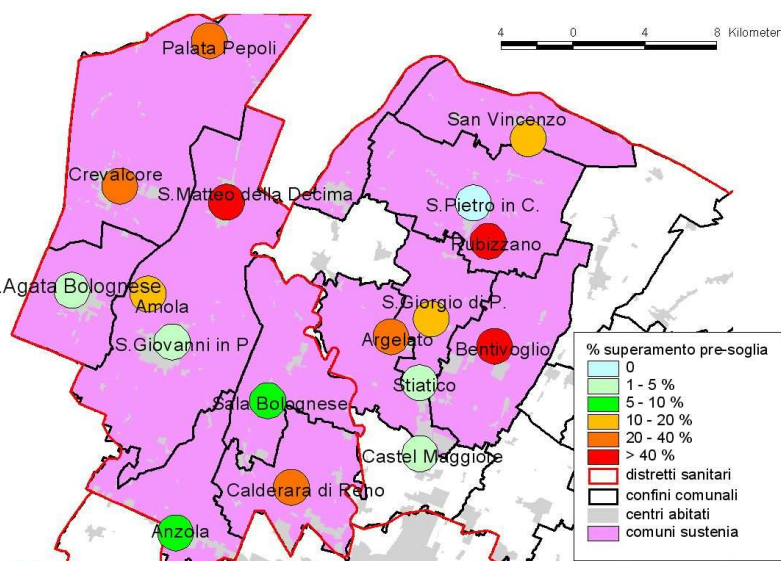 4 0 4 8 Kilometer
Palata Pepoli
San Vincenzo
Crevalcore
S.Matteo della Decima
S.Pietro in C.
Rubizzano
.Agata Bolognese
Amola
S.Giorgio di P.
S.Giovanni in P
Argelato
Bentivoglio
Stiatico
Sala Bolognese
Castel Maggiore
Calderara di Reno
Anzola
% superamento pre-soglia
0
1 - 5 %
5 - 10 %
10 - 20 %
20 - 40 %
> 40 %
distretti sanitari
confini comunali
centri abitati
comuni sustenia